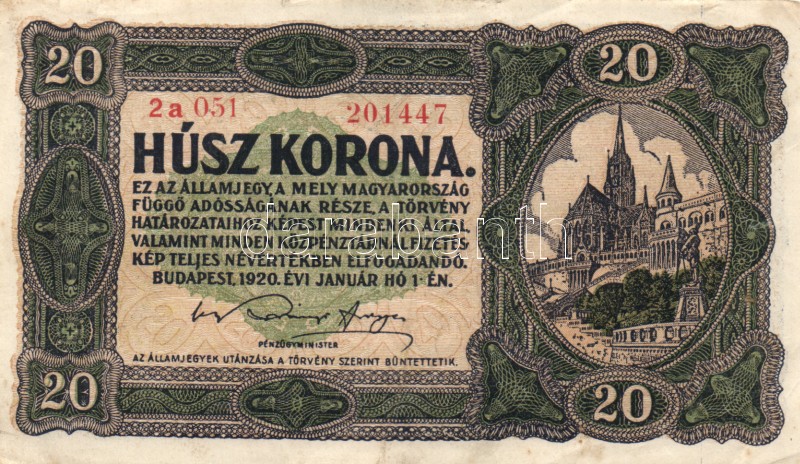 20
20
2a 051 201447
HÚSZ KORONA.
EZ AZ ÁLLAMJEGY, A MELY MAGYARORSZÁG
FÜGGŐ ADÓSSÁGÁNAK RÉSZE, A TÖRVÉNY
HATÁROZATAIHOZ KÉPEST MINDENKI ÁLTAL,
VALAMINT MINDEN KÖZPÉNZTÁRNÁL FIZETÉS-
KÉP TELJES NÉVÉRTÉKBEN ELFOGADANDÓ.
BUDAPEST, 1920. ÉVI JANUÁR HÓ 1-ÉN.
PÉNZÜGYMINISTER
AZ ÁLLAMJEGYEK UTÁNZÁSA A TÖRVÉNY SZERINT BÜNTETTETIK.
20
20
darabanth